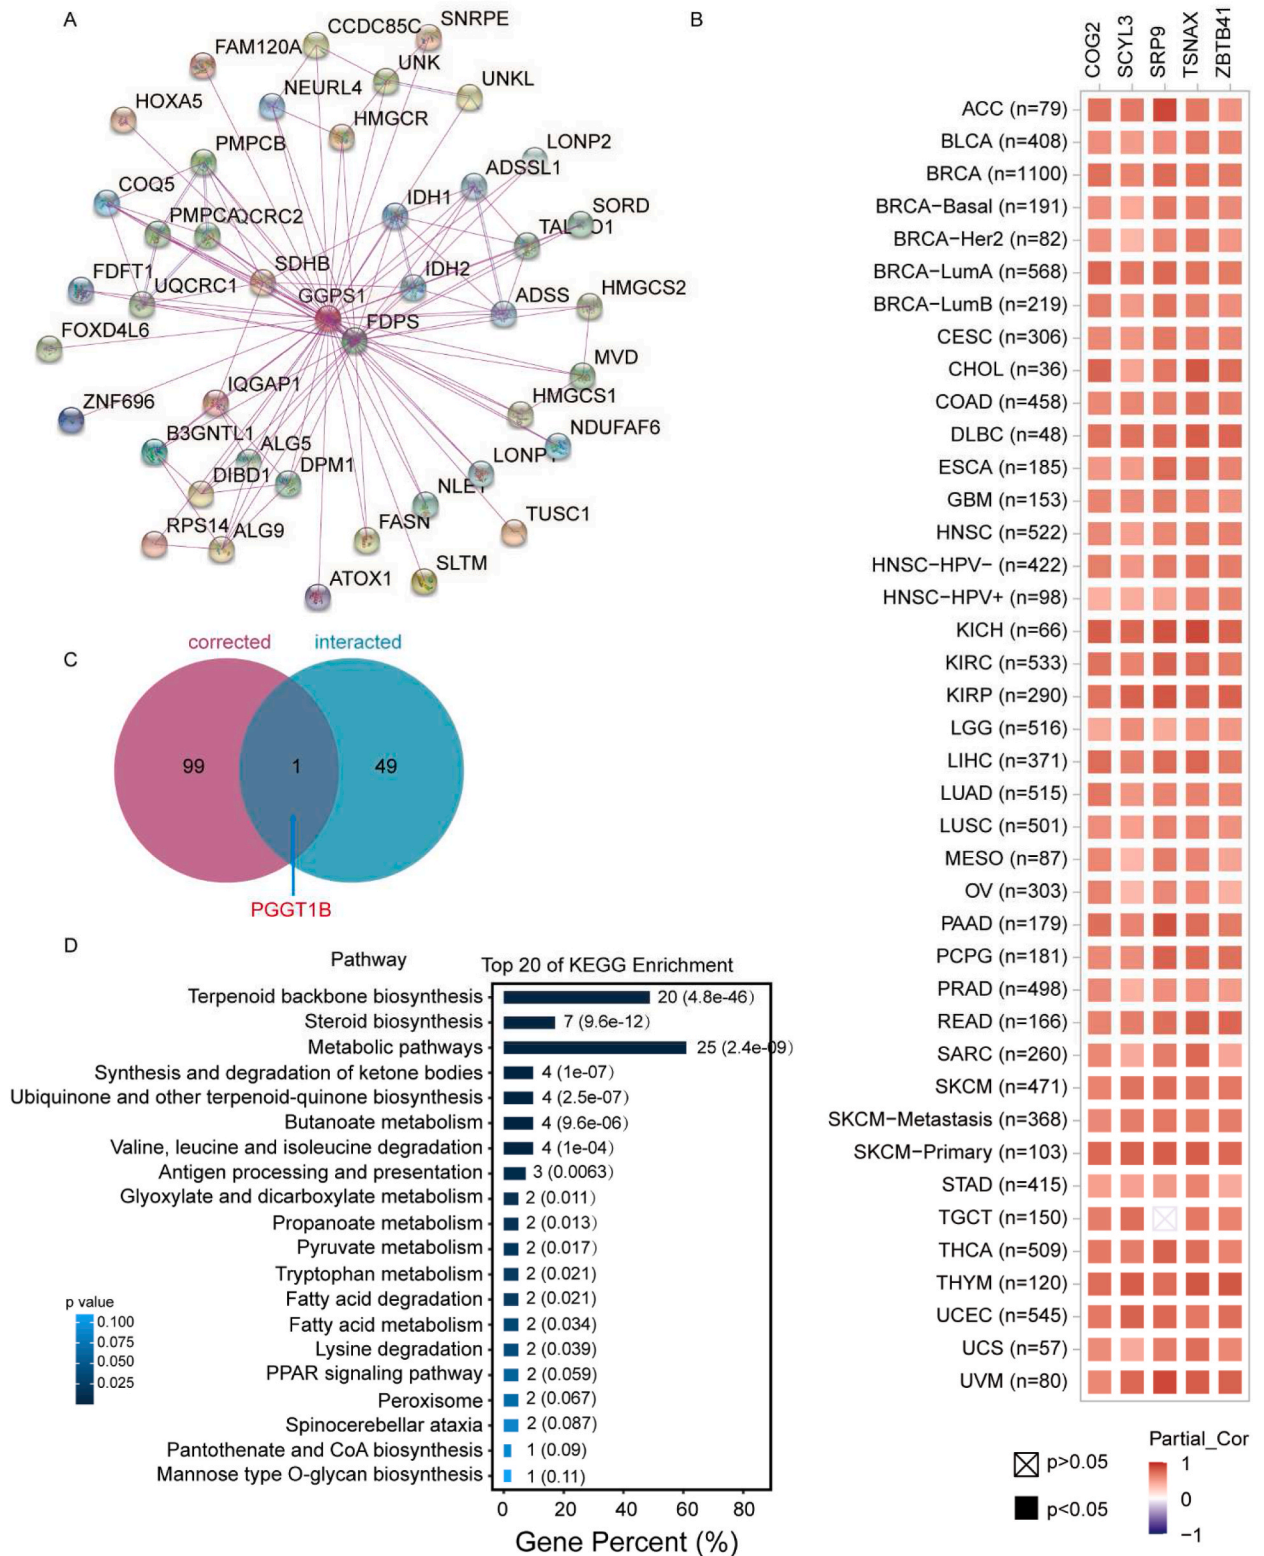 A
CCDC85C
SNRPE
FAM120A
UNK
UNKL
NEURL4
HOXA5
HMGCR
PMPCB
LONP2
ADSSL1
COQ5
IDH1
SORD
PMPCA
QCRC2
SDHB
IDH2
FDFT1
UQCRC1
GGPS1
ADSS
HMGCS2
FDPS
FOXD4L6
MVD
IQGAP1
HMGCS1
ZNF696
NDUFAF6
B3GNTL1
ALG5
LONP1
DIBD1
DPM1
NLE1
TUSC1
RPS14
ALG9
FASN
SLTM
ATOX1
B
COG2
SCYL3
SRP9
TSNAX
ZBTB41
ACC (n=79)
BLCA (n=408)
BRCA (n=1100)
BRCA−Basal (n=191)
BRCA−Her2 (n=82)
BRCA−LumA (n=568)
BRCA−LumB (n=219)
CESC (n=306)
CHOL (n=36)
COAD (n=458)
DLBC (n=48)
ESCA (n=185)
GBM (n=153)
HNSC (n=522)
HNSC−HPV− (n=422)
HNSC−HPV+ (n=98)
KICH (n=66)
KIRC (n=533)
KIRP (n=290)
LGG (n=516)
LIHC (n=371)
LUAD (n=515)
LUSC (n=501)
MESO (n=87)
OV (n=303)
PAAD (n=179)
PCPG (n=181)
PRAD (n=498)
READ (n=166)
SARC (n=260)
SKCM (n=471)
SKCM−Metastasis (n=368)
SKCM−Primary (n=103)
STAD (n=415)
TGCT (n=150)
THCA (n=509)
THYM (n=120)
UCEC (n=545)
UCS (n=57)
UVM (n=80)
p>0.05
p<0.05
Partial_Cor
1
0
−1
C
corrected
interacted
99
1
49
PGGT1B
D
Pathway
Top 20 of KEGG Enrichment
Terpenoid backbone biosynthesis 20 (4.8e-46)
Steroid biosynthesis 7 (9.6e-12)
Metabolic pathways 25 (2.4e-09)
Synthesis and degradation of ketone bodies 4 (1e-07)
Ubiquinone and other terpenoid-quinone biosynthesis 4 (2.5e-07)
Butanoate metabolism 4 (9.6e-06)
Valine, leucine and isoleucine degradation 4 (1e-04)
Antigen processing and presentation 3 (0.0063)
Glyoxylate and dicarboxylate metabolism 2 (0.011)
Propanoate metabolism 2 (0.013)
Pyruvate metabolism 2 (0.017)
Tryptophan metabolism 2 (0.021)
Fatty acid degradation 2 (0.021)
Fatty acid metabolism 2 (0.034)
Lysine degradation 2 (0.039)
PPAR signaling pathway 2 (0.059)
Peroxisome 2 (0.067)
Spinocerebellar ataxia 2 (0.087)
Pantothenate and CoA biosynthesis 1 (0.09)
Mannose type O-glycan biosynthesis 1 (0.11)
p value
0.100
0.075
0.050
0.025
0 20 40 60 80
Gene Percent (%)